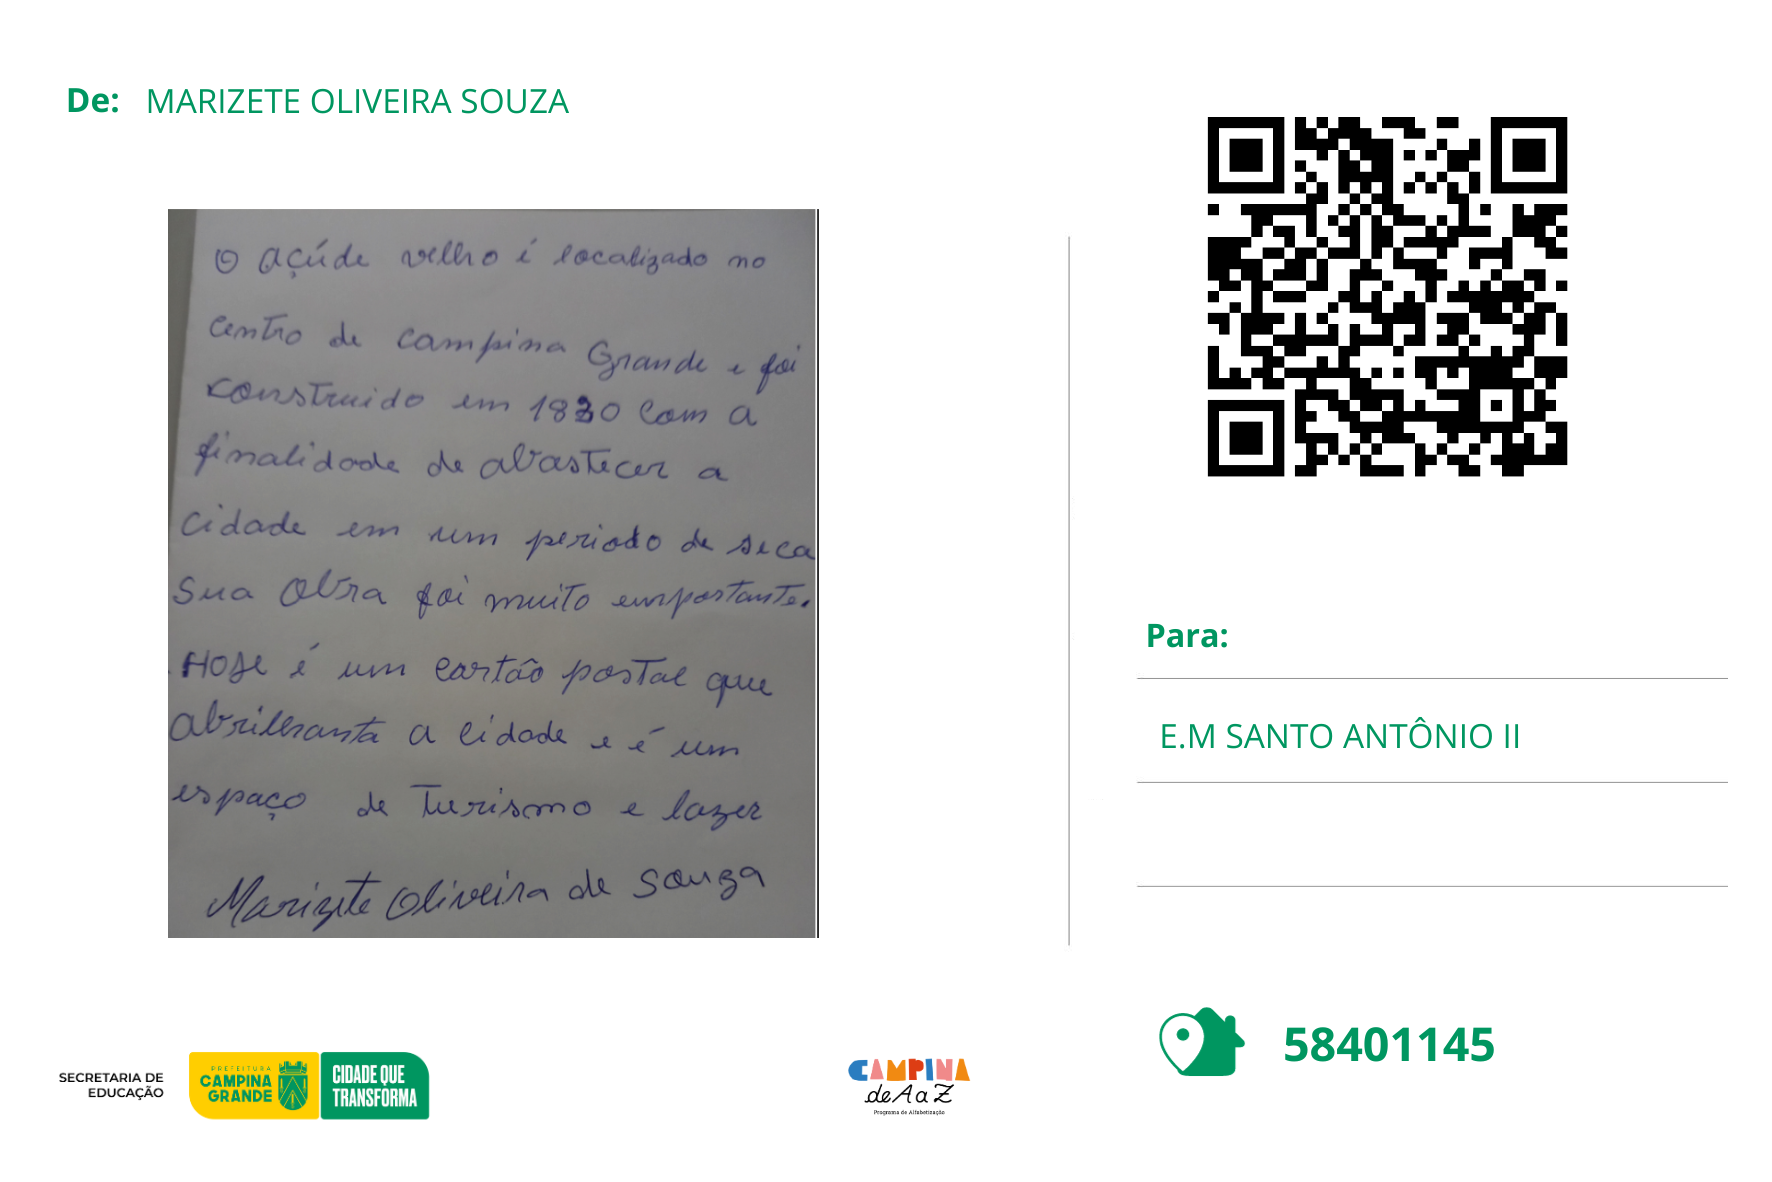 De: MARIZETE OLIVEIRA SOUZA
O açúde velho é localizado no
centro de campina Grande e foi
construido em 1830 com a
finalidade de abastecer a
cidade em um periodo de seca
sua obra foi muito emportante.
Hoje é um cartão postal que
abrilhanta a cidade e é um
espaço de Turismo e lazer
Marizete Oliveira de Souza
Para:
E.M SANTO ANTÔNIO II
58401145
SECRETARIA DE
EDUCAÇÃO
PREFEITURA
CAMPINA
GRANDE
CIDADE QUE
TRANSFORMA
CAMPINA
de A a Z
Programa de Alfabetização